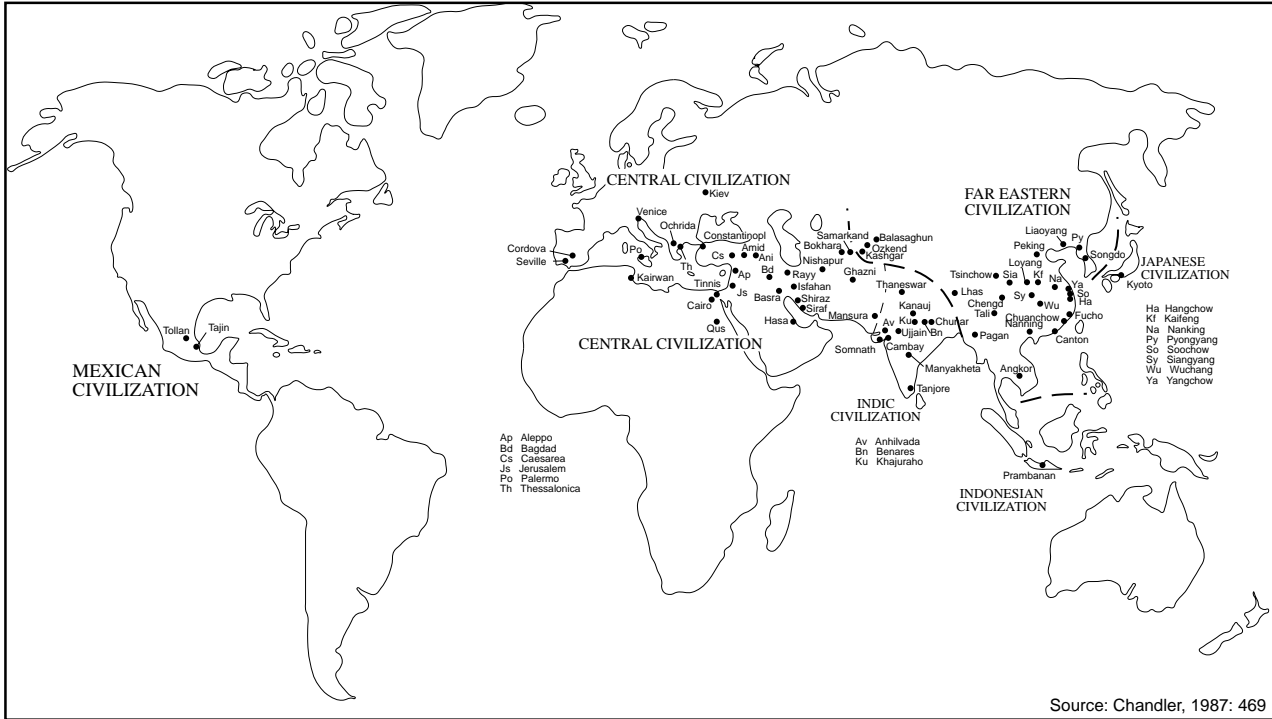 CENTRAL CIVILIZATION
Kiev
Venice
Ochrida
Constantinopl
Cordova
Seville
Po
Th
Cs
Amid
Ani
Kairwan
Tinnis
Ap
Bd
Js
Cairo
Qus
Basra
Hasa
Rayy
Isfahan
Shiraz
Siraf
Nishapur
Bokhara
Samarkand
Balasaghun
Ozkend
Kashgar
Ghazni
CENTRAL CIVILIZATION
Tollan
Tajin
MEXICAN
CIVILIZATION
Thaneswar
Kanauj
Mansura
Av
Ku
Ujjain
Bn
Chunar
Somnath
Cambay
Manyakheta
Tanjore
INDIC
CIVILIZATION
FAR EASTERN
CIVILIZATION
Liaoyang
Py
Peking
Songdo
Loyang
Tsinchow
Sia
Kf
Na
Ya
So
Ha
Lhas
Chengd
Sy
Wu
Tali
Chuanchow
Fucho
Nanning
Canton
Pagan
Angkor
JAPANESE
CIVILIZATION
Kyoto
Ha Hangchow
Kf Kaifeng
Na Nanking
Py Pyongyang
So Soochow
Sy Siangyang
Wu Wuchang
Ya Yangchow
Ap Aleppo
Bd Bagdad
Cs Caesarea
Js Jerusalem
Po Palermo
Th Thessalonica
Av Anhilvada
Bn Benares
Ku Khajuraho
Prambanan
INDONESIAN
CIVILIZATION
Source: Chandler, 1987: 469